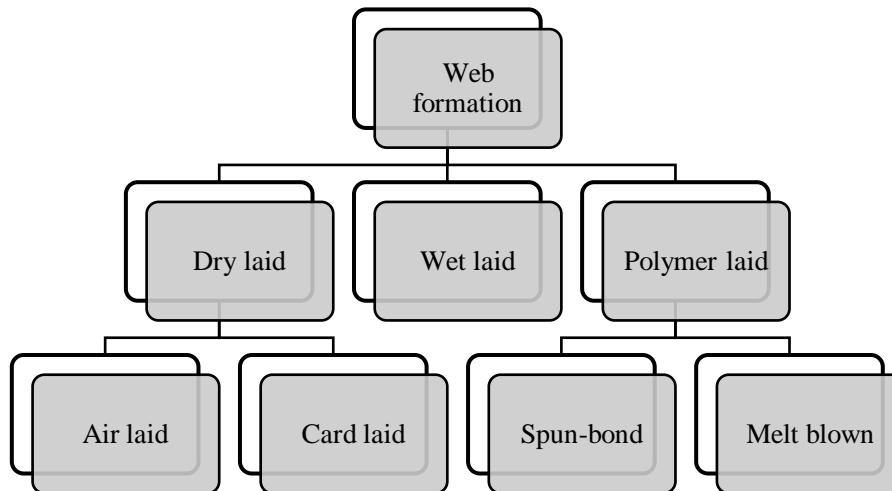 Web
formation
Dry laid
Wet laid
Polymer laid
Air laid
Card laid
Spun-bond
Melt blown